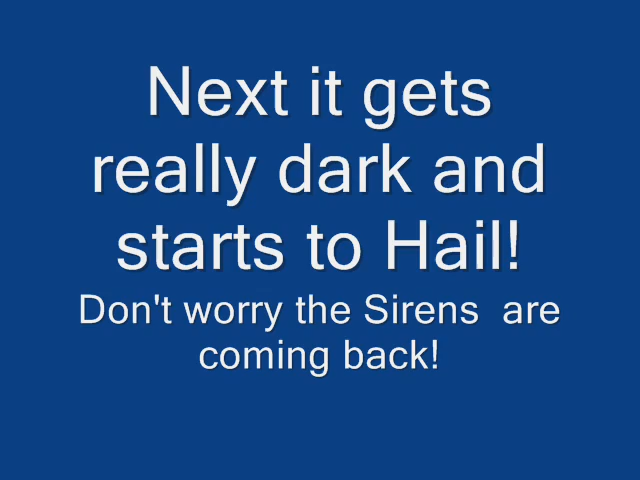 Next it gets
really dark and
starts to Hail!
Don't worry the Sirens  are
coming back!